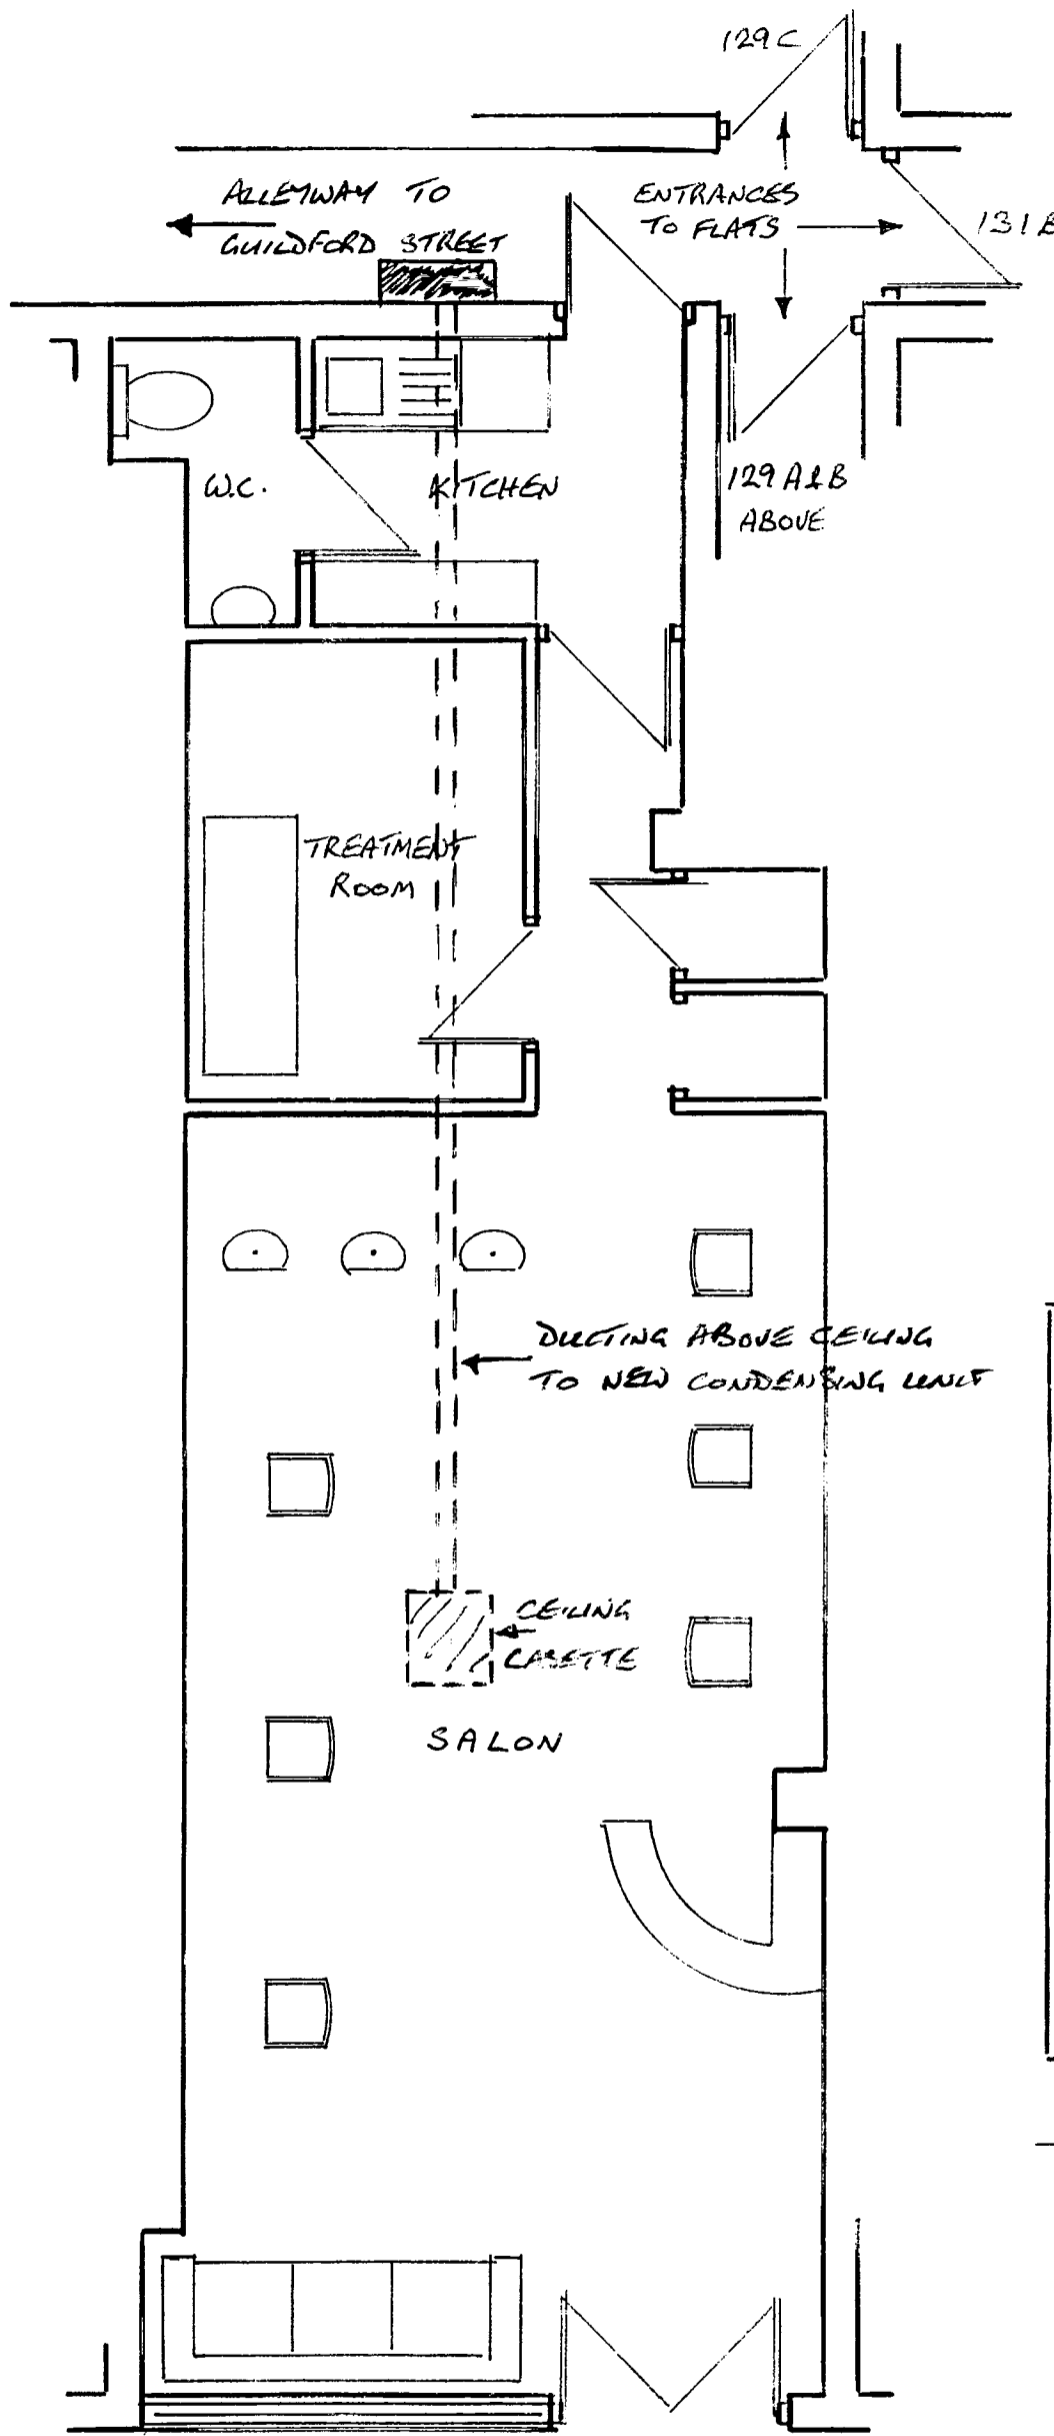 129C
ALLEYWAY TO
GUILDFORD STREET
ENTRANCES
TO FLATS
131B
W.C.
KITCHEN
129A&B
ABOVE
TREATMENT
ROOM
DUCTING ABOVE CEILING
TO NEW CONDENSING UNIT
CEILING
CASETTE
SALON